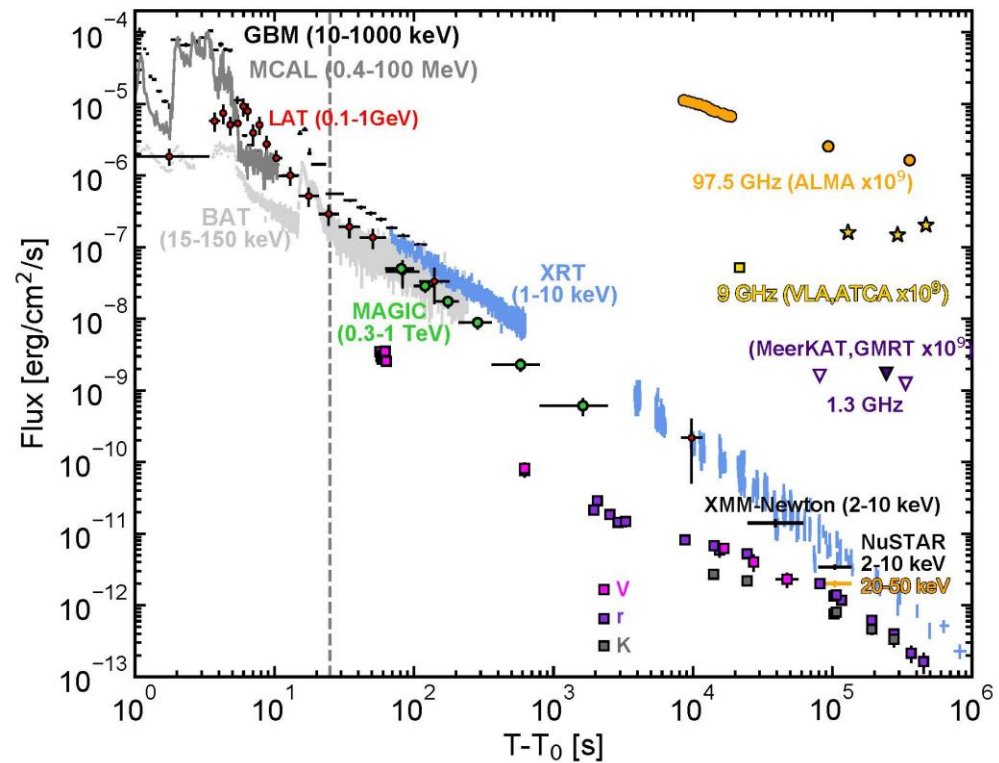 GBM (10-1000 keV)
MCAL (0.4-100 MeV)
LAT (0.1-1GeV)
BAT
(15-150 keV)
XRT
(1-10 keV)
MAGIC
(0.3-1 TeV)
97.5 GHz (ALMA x10⁹)
9 GHz (VLA,ATCA x10⁹)
(MeerKAT,GMRT x10⁹
1.3 GHz
XMM-Newton (2-10 keV)
NuSTAR
2-10 keV
20-50 keV
V
r
K
Flux [erg/cm²/s]
10⁻⁴
10⁻⁵
10⁻⁶
10⁻⁷
10⁻⁸
10⁻⁹
10⁻¹⁰
10⁻¹¹
10⁻¹²
10⁻¹³
10⁰ 10¹ 10² 10³ 10⁴ 10⁵ 10⁶
T-T₀ [s]